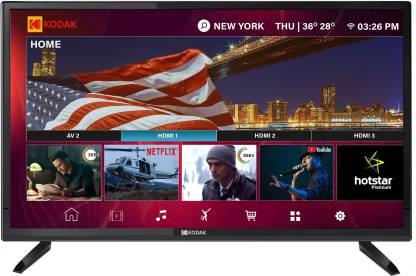 KODAK
NEW YORK THU | 36° 28° 03:26 PM
HOME
AV 2 HDMI 1 HDMI 2 HDMI 3
ZEE5 NETFLIX ZEE5 YouTube
hotstar
Premium
KODAK